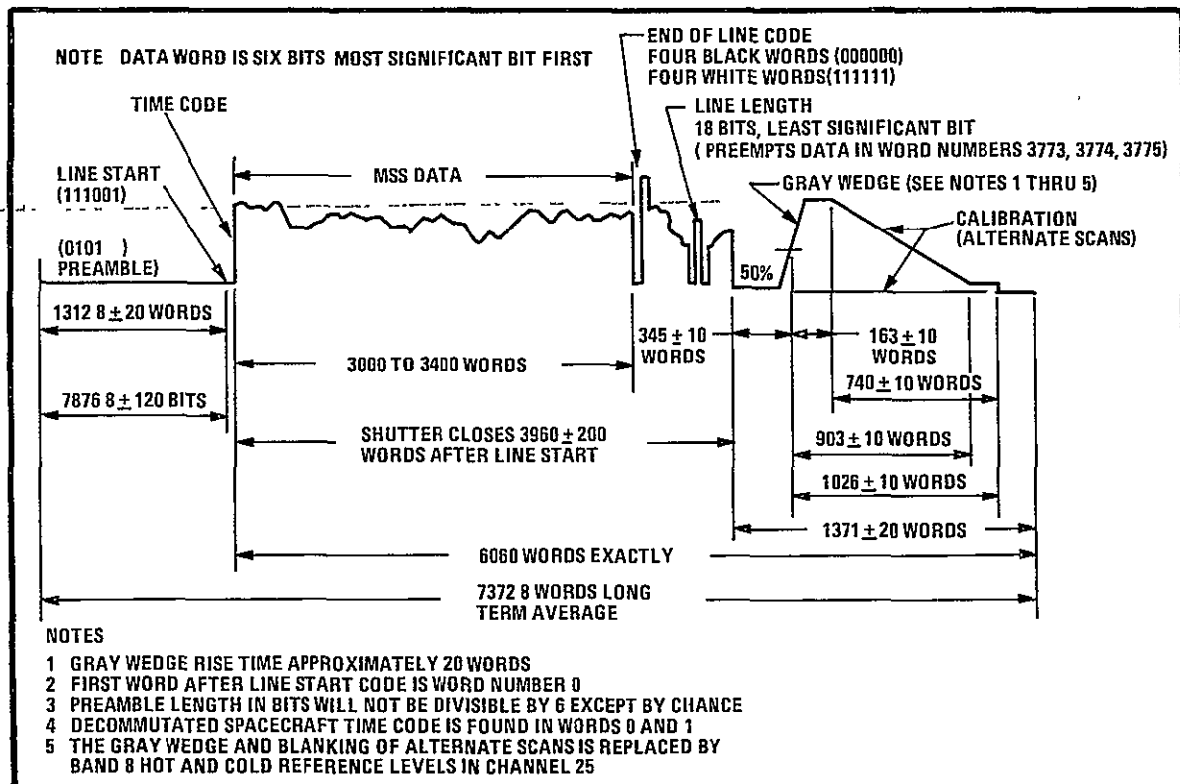 NOTE DATA WORD IS SIX BITS MOST SIGNIFICANT BIT FIRST
END OF LINE CODE
FOUR BLACK WORDS (000000)
FOUR WHITE WORDS(111111)
TIME CODE
LINE LENGTH
18 BITS, LEAST SIGNIFICANT BIT
( PREEMPTS DATA IN WORD NUMBERS 3773, 3774, 3775)
LINE START
(111001)
MSS DATA
GRAY WEDGE (SEE NOTES 1 THRU 5)
CALIBRATION
(ALTERNATE SCANS)
(0101 )
PREAMBLE)
50%
1312 8 ± 20 WORDS
345 ± 10
WORDS
163 ± 10
WORDS
3000 TO 3400 WORDS
740 ± 10 WORDS
7876 8 ± 120 BITS
SHUTTER CLOSES 3960 ± 200
WORDS AFTER LINE START
903 ± 10 WORDS
1026 ± 10 WORDS
1371 ± 20 WORDS
6060 WORDS EXACTLY
7372 8 WORDS LONG
TERM AVERAGE
NOTES
1 GRAY WEDGE RISE TIME APPROXIMATELY 20 WORDS
2 FIRST WORD AFTER LINE START CODE IS WORD NUMBER 0
3 PREAMBLE LENGTH IN BITS WILL NOT BE DIVISIBLE BY 6 EXCEPT BY CHANCE
4 DECOMMUTATED SPACECRAFT TIME CODE IS FOUND IN WORDS 0 AND 1
5 THE GRAY WEDGE AND BLANKING OF ALTERNATE SCANS IS REPLACED BY
BAND 8 HOT AND COLD REFERENCE LEVELS IN CHANNEL 25